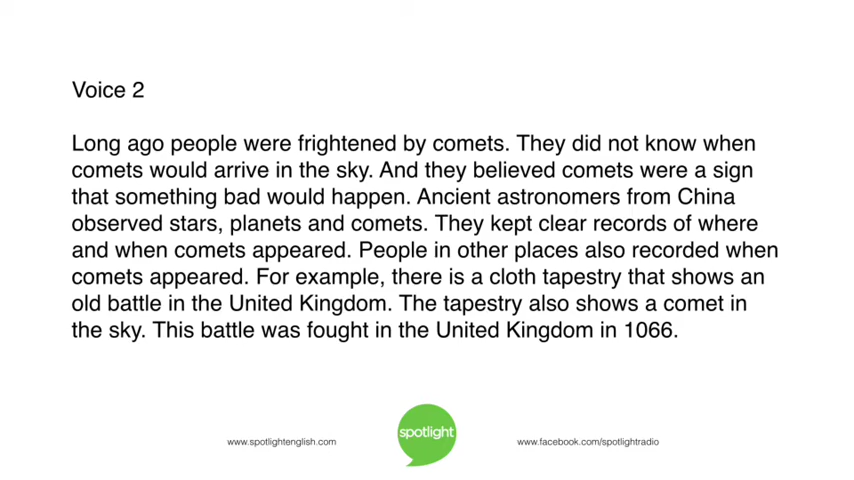 Voice 2
Long ago people were frightened by comets. They did not know when
comets would arrive in the sky. And they believed comets were a sign
that something bad would happen. Ancient astronomers from China
observed stars, planets and comets. They kept clear records of where
and when comets appeared. People in other places also recorded when
comets appeared. For example, there is a cloth tapestry that shows an
old battle in the United Kingdom. The tapestry also shows a comet in
the sky. This battle was fought in the United Kingdom in 1066.
www.spotlightenglish.com
spotlight
www.facebook.com/spotlightradio